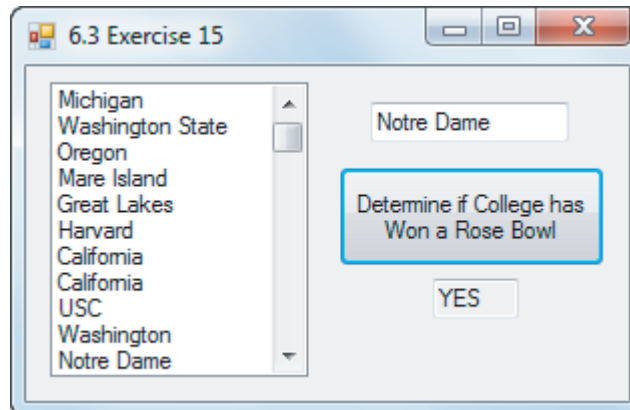 6.3 Exercise 15
Michigan
Washington State
Oregon
Mare Island
Great Lakes
Harvard
California
California
USC
Washington
Notre Dame
Notre Dame
Determine if College has
Won a Rose Bowl
YES